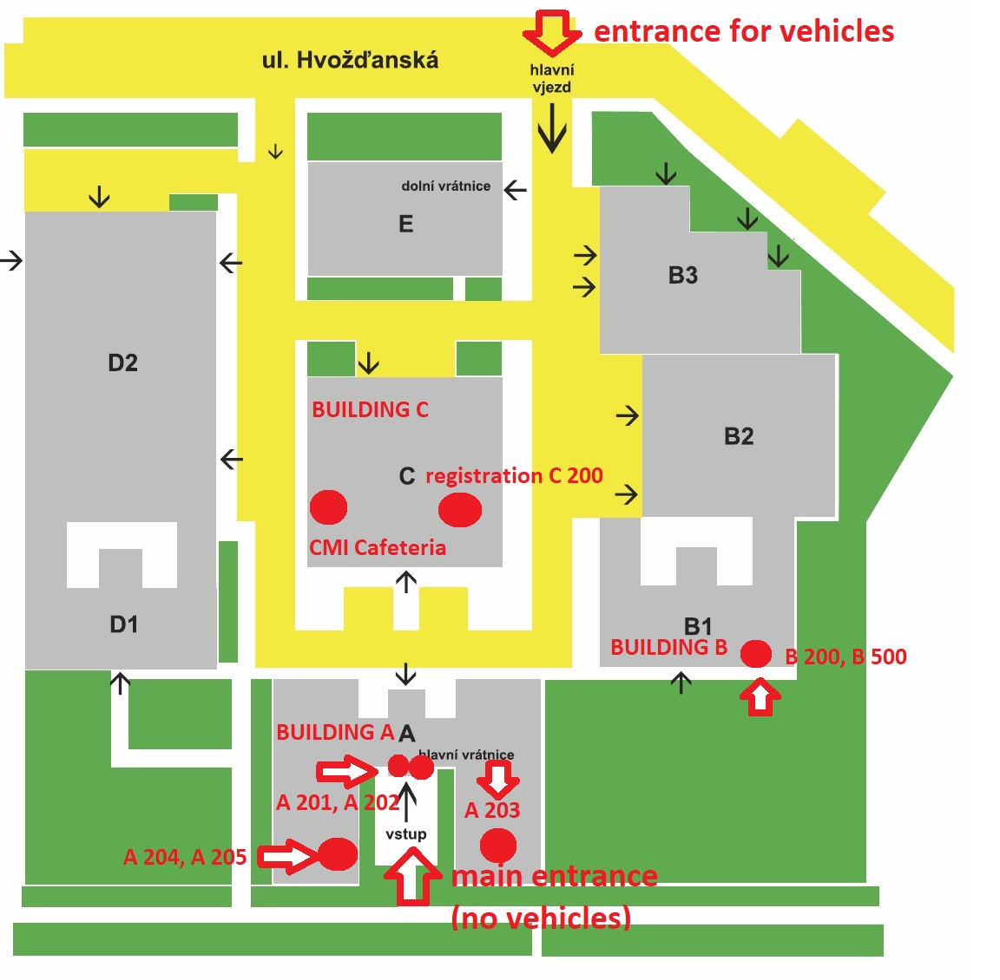 entrance for vehicles
ul. Hvožďanská
hlavní
vjezd
dolní vrátnice
E
B3
D2
BUILDING C
B2
C registration C 200
CMI Cafeteria
D1
B1
BUILDING B
B 200, B 500
BUILDING A A
hlavní vrátnice
A 201, A 202
A 203
vstup
A 204, A 205
main entrance
(no vehicles)